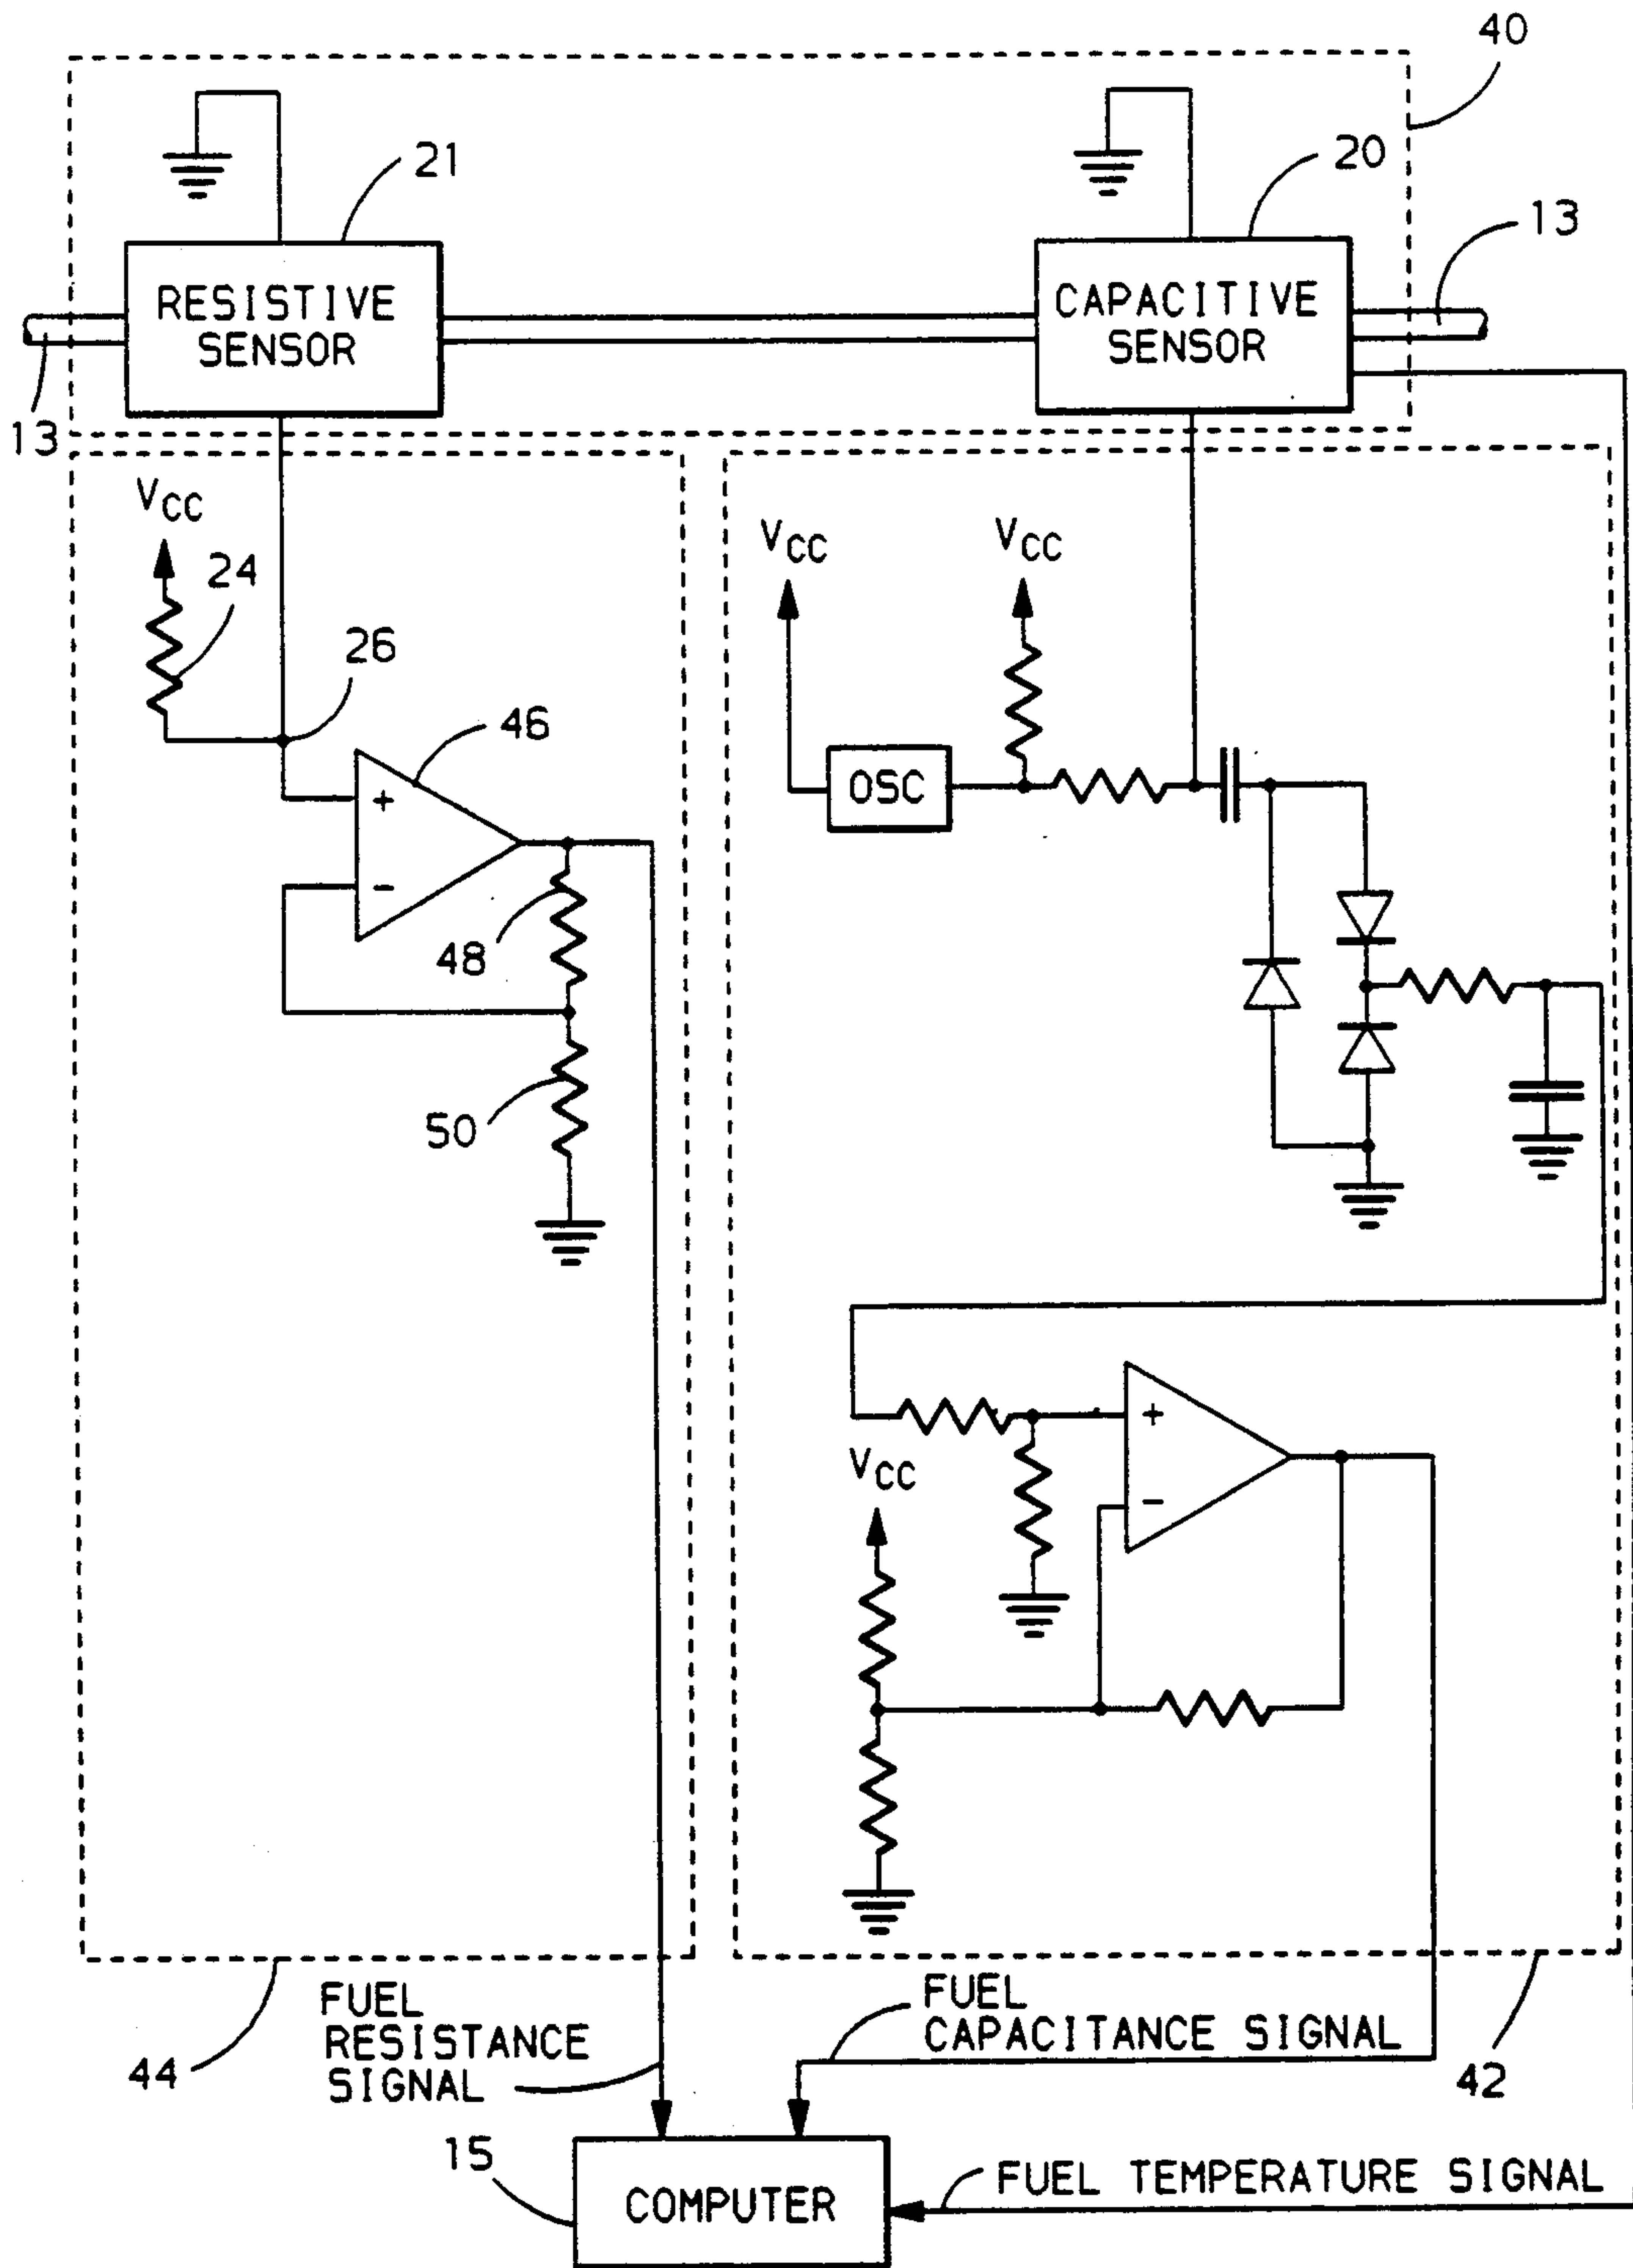 40
21
20
13
RESISTIVE
SENSOR
CAPACITIVE
SENSOR
13
VCC
24
26
46
+
-
48
50
VCC
VCC
OSC
+
-
VCC
FUEL
RESISTANCE
SIGNAL
44
FUEL
CAPACITANCE SIGNAL
42
15
COMPUTER
FUEL TEMPERATURE SIGNAL